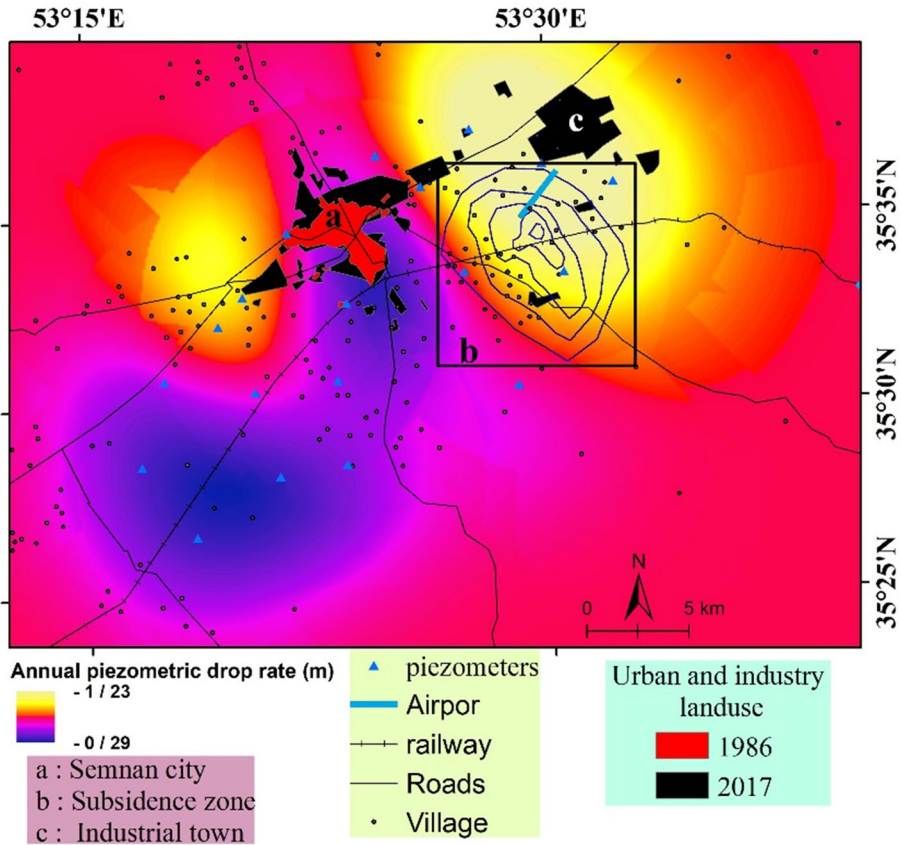 53°15'E
53°30'E
c
35°35'N
a
b
35°30'N
N
0
5 km
35°25'N
Annual piezometric drop rate (m)
- 1 / 23
- 0 / 29
a : Semnan city
b : Subsidence zone
c : Industrial town
piezometers
Airpor
railway
Roads
Village
Urban and industry
landuse
1986
2017